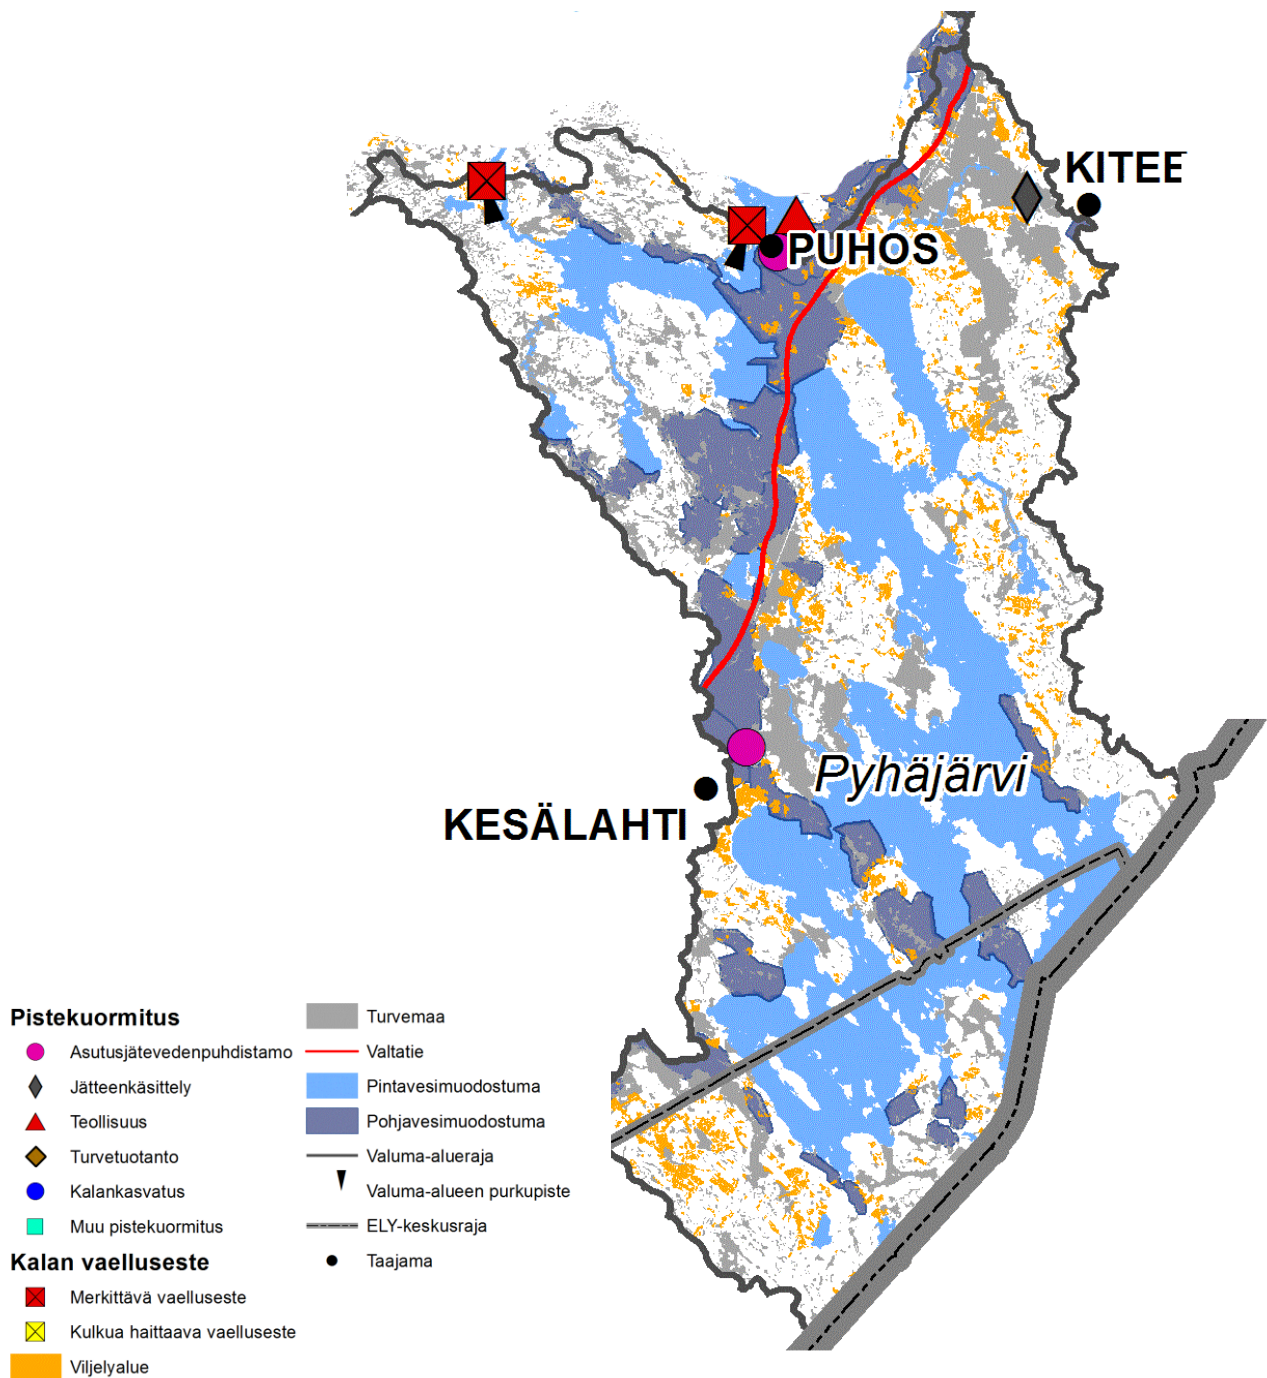 KITEE
PUHOS
Pyhäjärvi
KESÄLAHTI
Pistekuormitus
Asutusjätevedenpuhdistamo
Jätteenkäsittely
Teollisuus
Turvetuotanto
Kalankasvatus
Muu pistekuormitus
Kalan vaelluseste
Merkittävä vaelluseste
Kulkua haittaava vaelluseste
Viljelyalue
Turvemaa
Valtatie
Pintavesimuodostuma
Pohjavesimuodostuma
Valuma-alueraja
Valuma-alueen purkupiste
ELY-keskusraja
Taajama